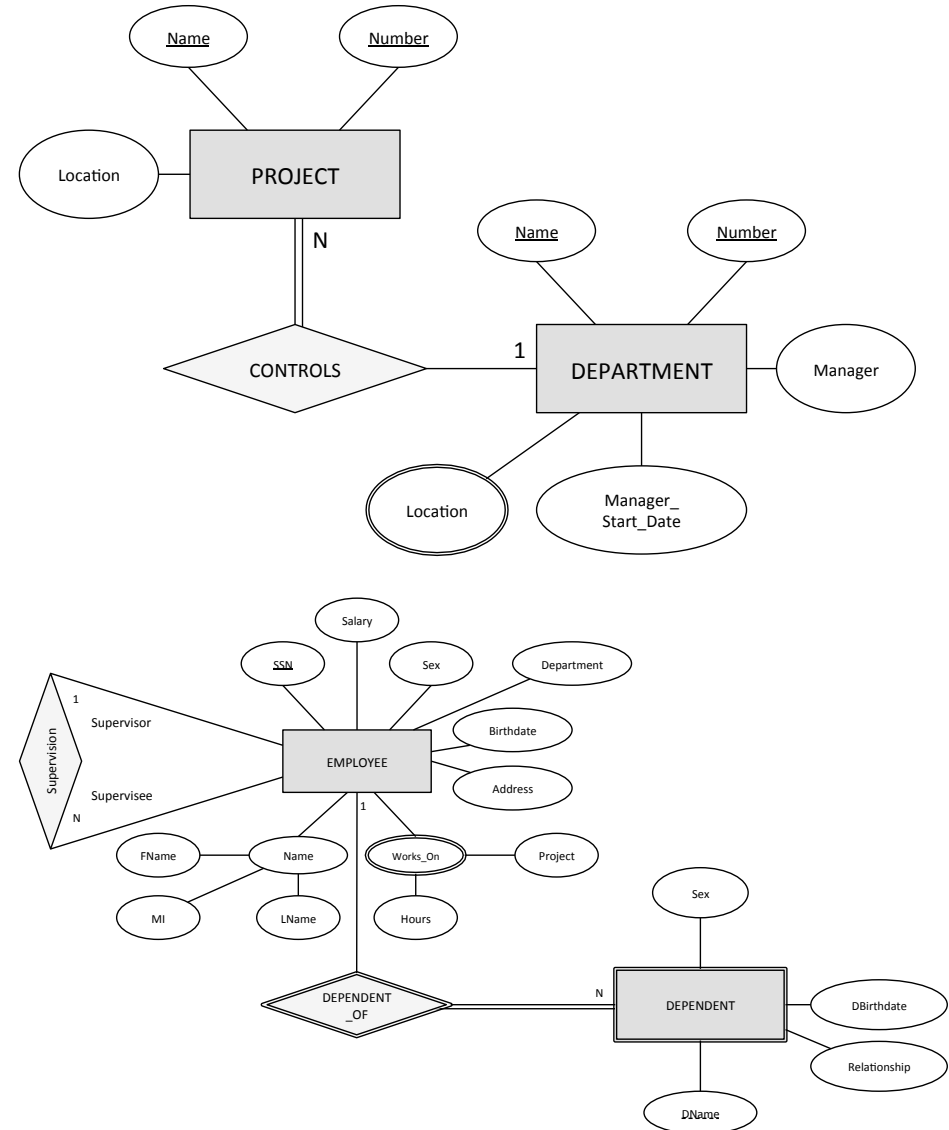 Name
Number
Location
PROJECT
N
Name
Number
CONTROLS
1
DEPARTMENT
Manager
Location
Manager_
Start_Date
Salary
SSN
Sex
Department
1
Supervisor
Birthdate
Supervision
EMPLOYEE
Supervisee
Address
N
1
FName
Name
Works_On
Project
MI
LName
Hours
Sex
DEPENDENT
_OF
N
DEPENDENT
DBirthdate
Relationship
DName